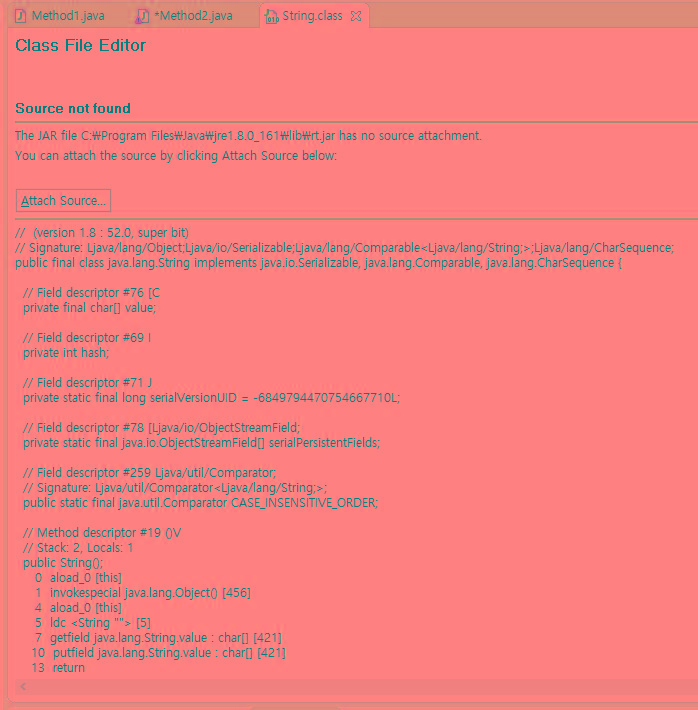 Method1.java *Method2.java String.class
Class File Editor
Source not found
The JAR file C:₩Program Files₩Java₩jre1.8.0_161₩lib₩rt.jar has no source attachment.
You can attach the source by clicking Attach Source below:
Attach Source...
//  (version 1.8 : 52.0, super bit)
// Signature: Ljava/lang/Object;Ljava/io/Serializable;Ljava/lang/Comparable<Ljava/lang/String;>;Ljava/lang/CharSequence;
public final class java.lang.String implements java.io.Serializable, java.lang.Comparable, java.lang.CharSequence {
// Field descriptor #76 [C
private final char[] value;
// Field descriptor #69 I
private int hash;
// Field descriptor #71 J
private static final long serialVersionUID = -6849794470754667710L;
// Field descriptor #78 [Ljava/io/ObjectStreamField;
private static final java.io.ObjectStreamField[] serialPersistentFields;
// Field descriptor #259 Ljava/util/Comparator;
// Signature: Ljava/util/Comparator<Ljava/lang/String;>;
public static final java.util.Comparator CASE_INSENSITIVE_ORDER;
// Method descriptor #19 ()V
// Stack: 2, Locals: 1
public String();
0 aload_0 [this]
1 invokespecial java.lang.Object() [456]
4 aload_0 [this]
5 ldc <String ""> [5]
7 getfield java.lang.String.value : char[] [421]
10 putfield java.lang.String.value : char[] [421]
13 return